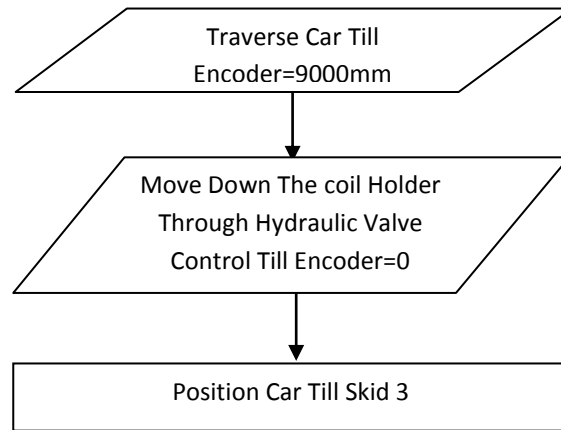 Traverse Car Till
Encoder=9000mm
Move Down The coil Holder
Through Hydraulic Valve
Control Till Encoder=0
Position Car Till Skid 3